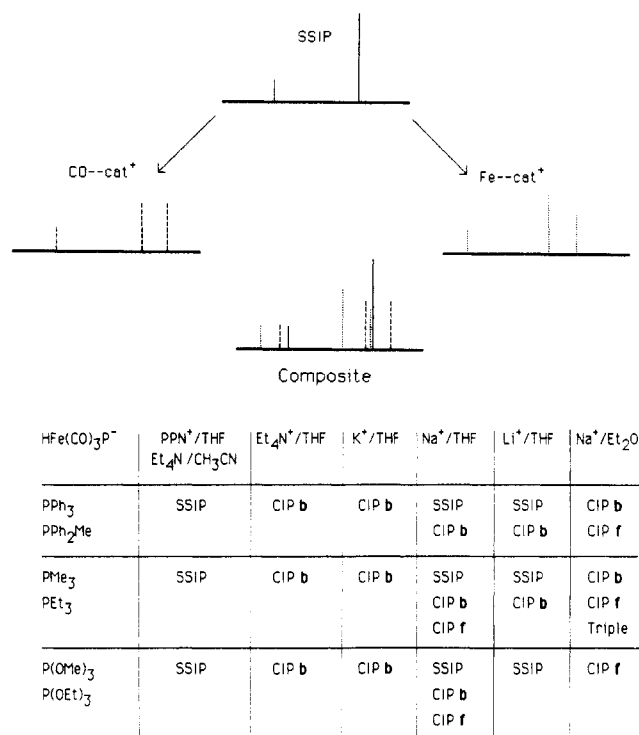 SSIP
CO--cat+
Fe--cat+
Composite
HFe(CO)3P- PPN+/THF Et4N+/THF K+/THF Na+/THF Li+/THF Na+/Et2O
Et4N/CH3CN
PPh3 SSIP CIP b CIP b SSIP SSIP CIP b
PPh2Me CIP b CIP b CIP f
PMe3 SSIP CIP b CIP b SSIP SSIP CIP b
PEt3 CIP b CIP b CIP f
CIP f Triple
P(OMe)3 SSIP CIP b CIP b SSIP SSIP CIP f
P(OEt)3 CIP b
CIP f